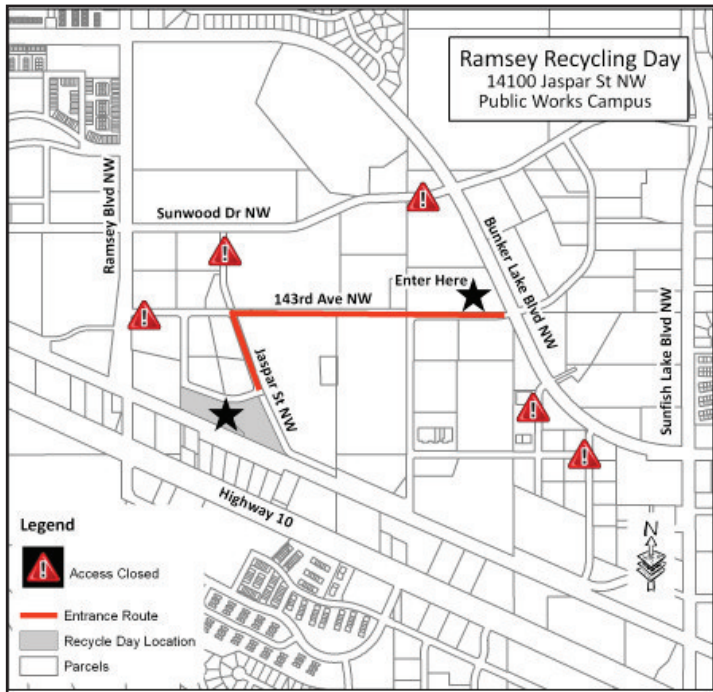 Ramsey Recycling Day
14100 Jaspar St NW
Public Works Campus
Ramsey Blvd NW
Sunwood Dr NW
Bunker Lake Blvd NW
Enter Here
143rd Ave NW
Sunfish Lake Blvd NW
Jaspar St NW
Highway 10
N
Legend
Access Closed
Entrance Route
Recycle Day Location
Parcels